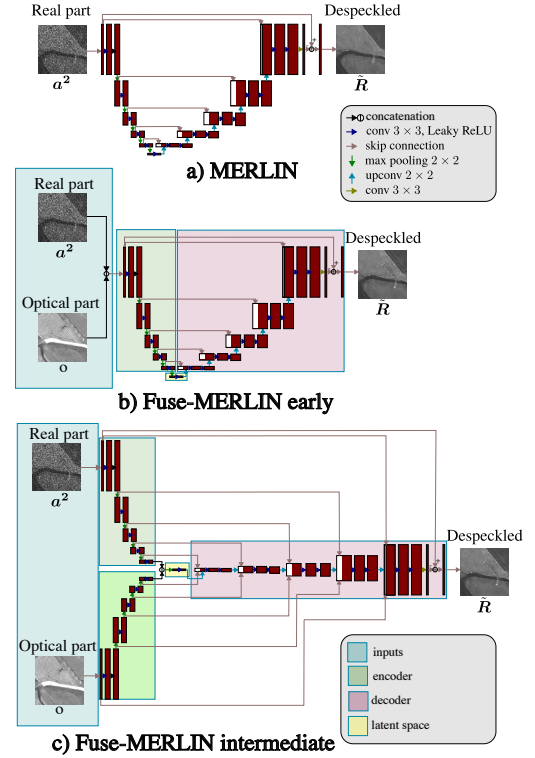 Real part
Despeckled
a²
R̃
concatenation
conv 3 × 3, Leaky ReLU
skip connection
max pooling 2 × 2
upconv 2 × 2
conv 3 × 3
a) MERLIN
Real part
a²
Despeckled
R̃
Optical part
o
b) Fuse-MERLIN early
Real part
a²
Despeckled
R̃
Optical part
o
inputs
encoder
decoder
latent space
c) Fuse-MERLIN intermediate